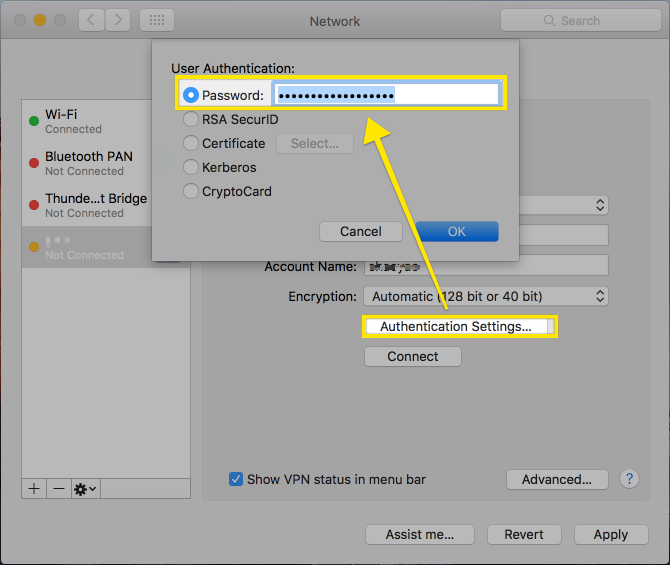 Network
Search
User Authentication:
Password: ••••••••••••••••••
RSA SecurID
Certificate Select...
Kerberos
CryptoCard
Cancel OK
Wi-Fi
Connected
Bluetooth PAN
Not Connected
Thunde...t Bridge
Not Connected
Not Connected
Account Name:
Encryption: Automatic (128 bit or 40 bit)
Authentication Settings...
Connect
Show VPN status in menu bar
Advanced... ?
Assist me... Revert Apply